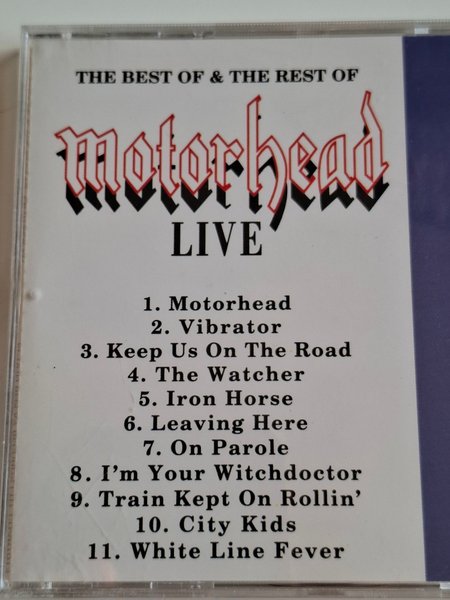 THE BEST OF & THE REST OF
motorhead
LIVE
1. Motorhead
2. Vibrator
3. Keep Us On The Road
4. The Watcher
5. Iron Horse
6. Leaving Here
7. On Parole
8. I'm Your Witchdoctor
9. Train Kept On Rollin'
10. City Kids
11. White Line Fever